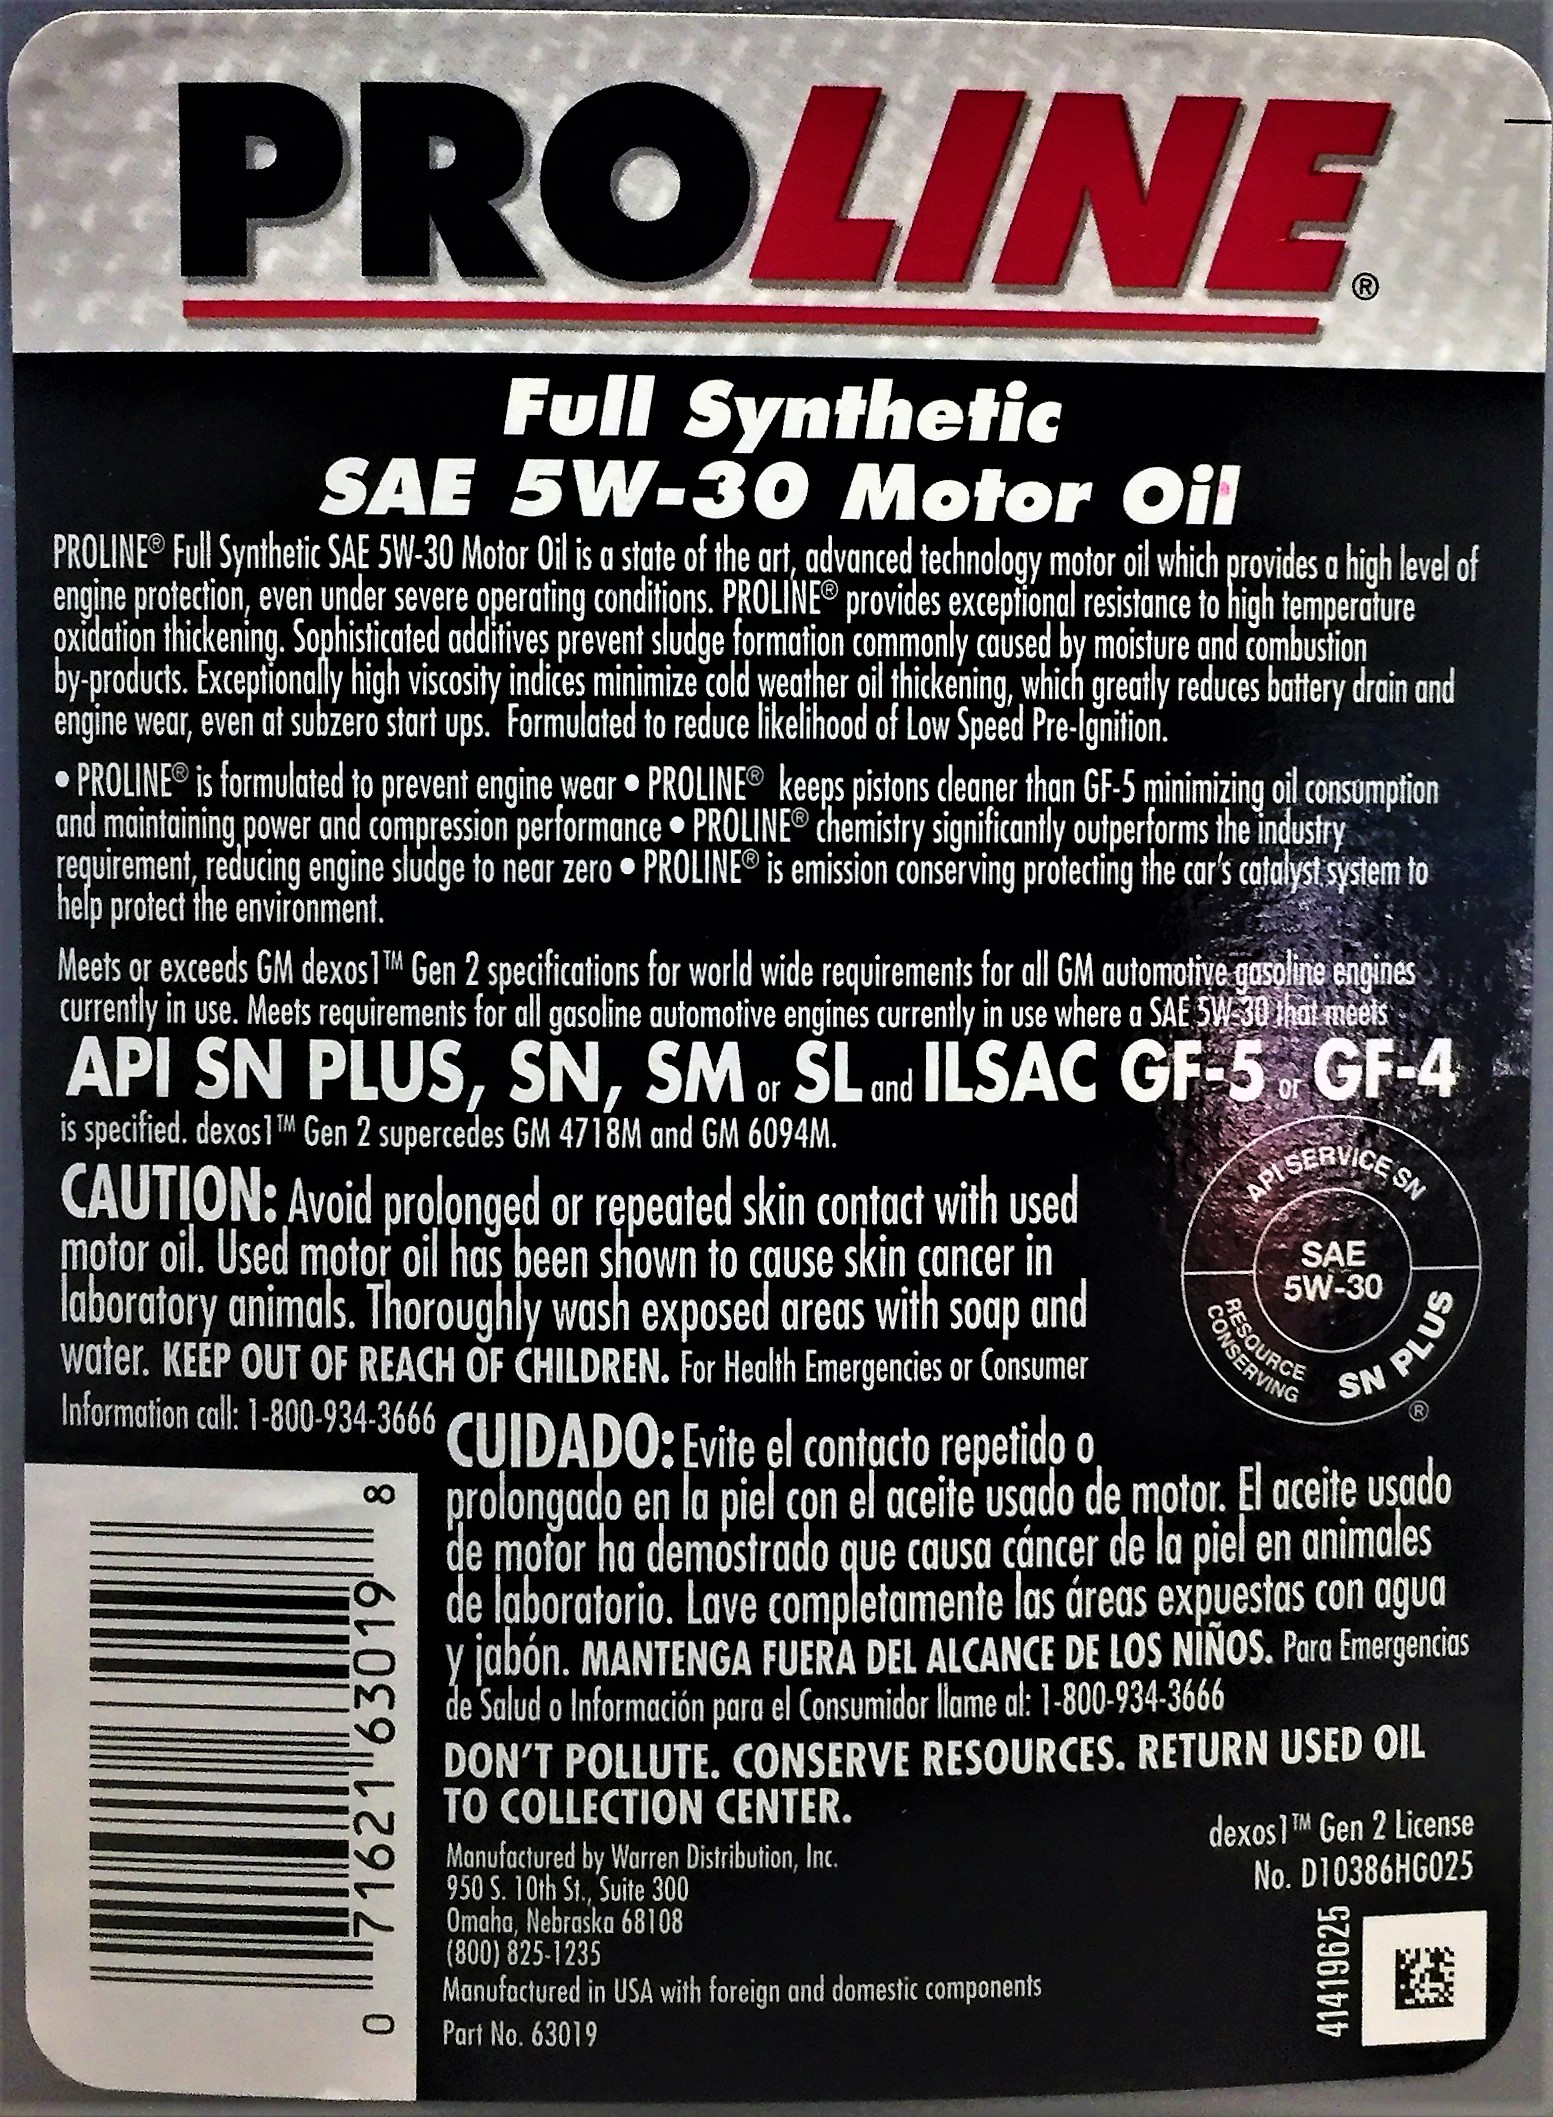 PROLINE®
Full Synthetic
SAE 5W-30 Motor Oil
PROLINE® Full Synthetic SAE 5W-30 Motor Oil is a state of the art, advanced technology motor oil which provides a high level of
engine protection, even under severe operating conditions. PROLINE® provides exceptional resistance to high temperature
oxidation thickening. Sophisticated additives prevent sludge formation commonly caused by moisture and combustion
by-products. Exceptionally high viscosity indices minimize cold weather oil thickening, which greatly reduces battery drain and
engine wear, even at subzero start ups. Formulated to reduce likelihood of Low Speed Pre-Ignition.
• PROLINE® is formulated to prevent engine wear • PROLINE® keeps pistons cleaner than GF-5 minimizing oil consumption
and maintaining power and compression performance • PROLINE® chemistry significantly outperforms the industry
requirement, reducing engine sludge to near zero • PROLINE® is emission conserving protecting the car's catalyst system to
help protect the environment.
Meets or exceeds GM dexos1™ Gen 2 specifications for world wide requirements for all GM automotive gasoline engines
currently in use. Meets requirements for all gasoline automotive engines currently in use where a SAE 5W-30 that meets
API SN PLUS, SN, SM or SL and ILSAC GF-5 or GF-4
is specified. dexos1™ Gen 2 supercedes GM 4718M and GM 6094M.
CAUTION: Avoid prolonged or repeated skin contact with used
motor oil. Used motor oil has been shown to cause skin cancer in
laboratory animals. Thoroughly wash exposed areas with soap and
water. KEEP OUT OF REACH OF CHILDREN. For Health Emergencies or Consumer
Information call: 1-800-934-3666
API SERVICE SN
SAE
5W-30
RESOURCE
CONSERVING
SN PLUS
®
CUIDADO: Evite el contacto repetido o
prolongado en la piel con el aceite usado de motor. El aceite usado
de motor ha demostrado que causa cáncer de la piel en animales
de laboratorio. Lave completamente las áreas expuestas con agua
y jabón. MANTENGA FUERA DEL ALCANCE DE LOS NIÑOS. Para Emergencias
de Salud o Información para el Consumidor llame al: 1-800-934-3666
DON'T POLLUTE. CONSERVE RESOURCES. RETURN USED OIL
TO COLLECTION CENTER.
Manufactured by Warren Distribution, Inc.
950 S. 10th St., Suite 300
Omaha, Nebraska 68108
(800) 825-1235
Manufactured in USA with foreign and domestic components
Part No. 63019
dexos1™ Gen 2 License
No. D10386HG025
41419625
0 71621 63019 8